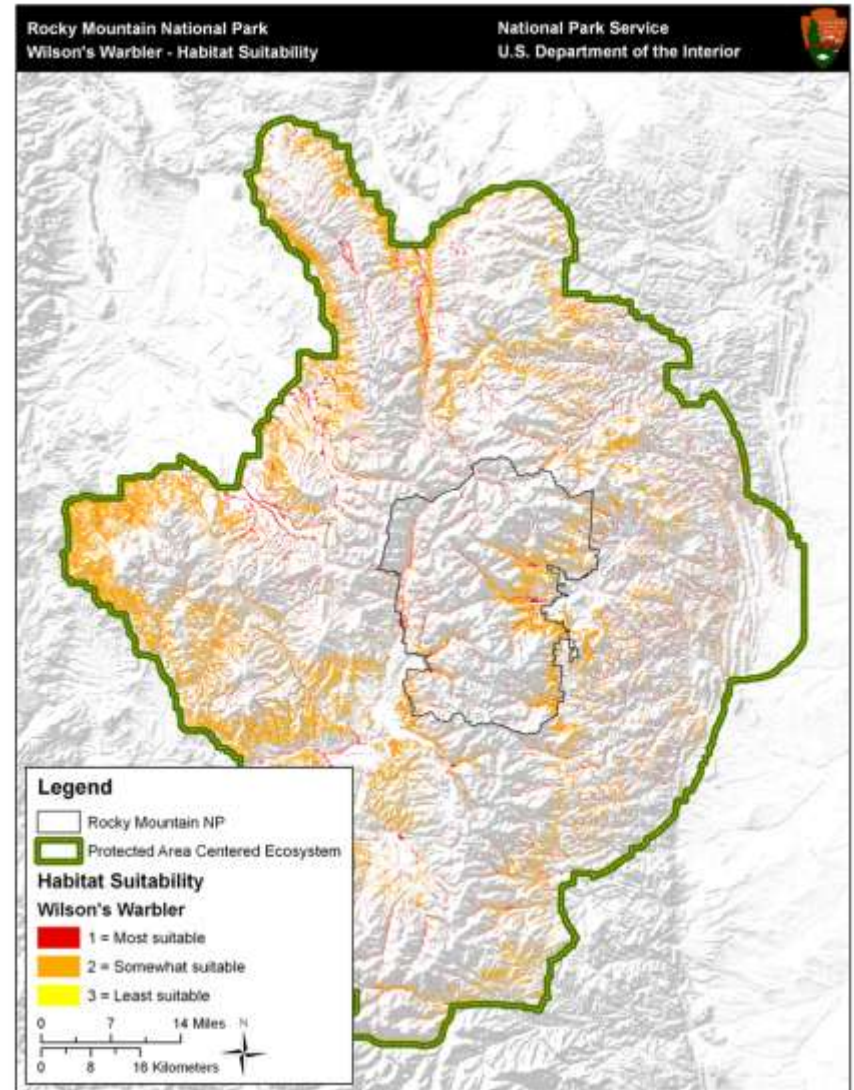 Rocky Mountain National Park
Wilson's Warbler - Habitat Suitability
National Park Service
U.S. Department of the Interior
Legend
Rocky Mountain NP
Protected Area Centered Ecosystem
Habitat Suitability
Wilson's Warbler
1 = Most suitable
2 = Somewhat suitable
3 = Least suitable
0 7 14 Miles N
0 8 16 Kilometers